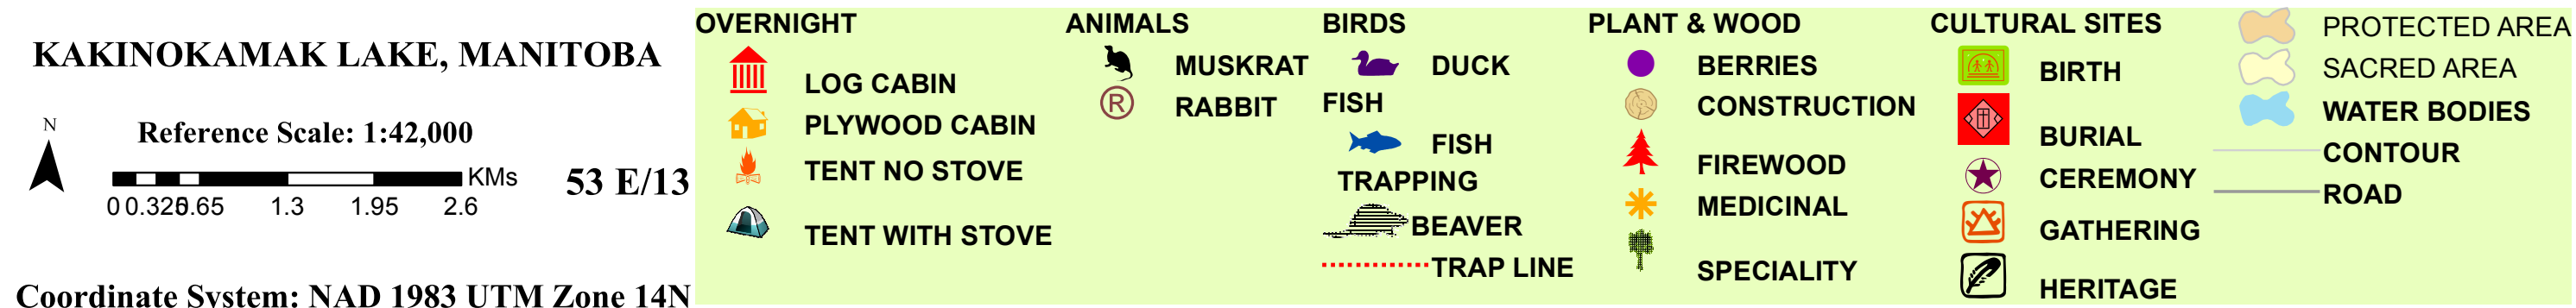 KAKINOKAMAK LAKE, MANITOBA
N
Reference Scale: 1:42,000
KMs
0 0.325 0.65 1.3 1.95 2.6
53 E/13
Coordinate System: NAD 1983 UTM Zone 14N
OVERNIGHT
LOG CABIN
PLYWOOD CABIN
TENT NO STOVE
TENT WITH STOVE
ANIMALS
MUSKRAT
R
RABBIT
BIRDS
DUCK
FISH
FISH
TRAPPING
BEAVER
TRAP LINE
PLANT & WOOD
BERRIES
CONSTRUCTION
FIREWOOD
MEDICINAL
SPECIALITY
CULTURAL SITES
BIRTH
BURIAL
CEREMONY
GATHERING
HERITAGE
PROTECTED AREA
SACRED AREA
WATER BODIES
CONTOUR
ROAD